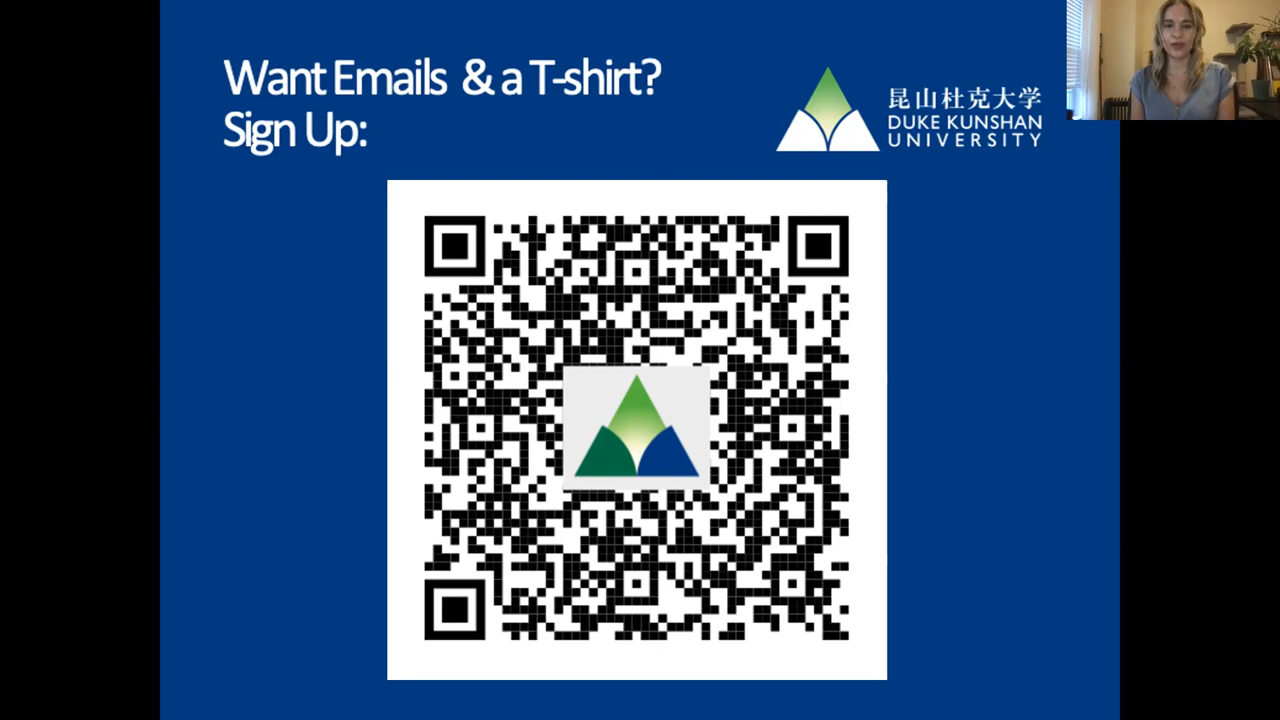 Want Emails & a T-shirt?
Sign Up:
昆山杜克大学
DUKE KUNSHAN
UNIVERSITY